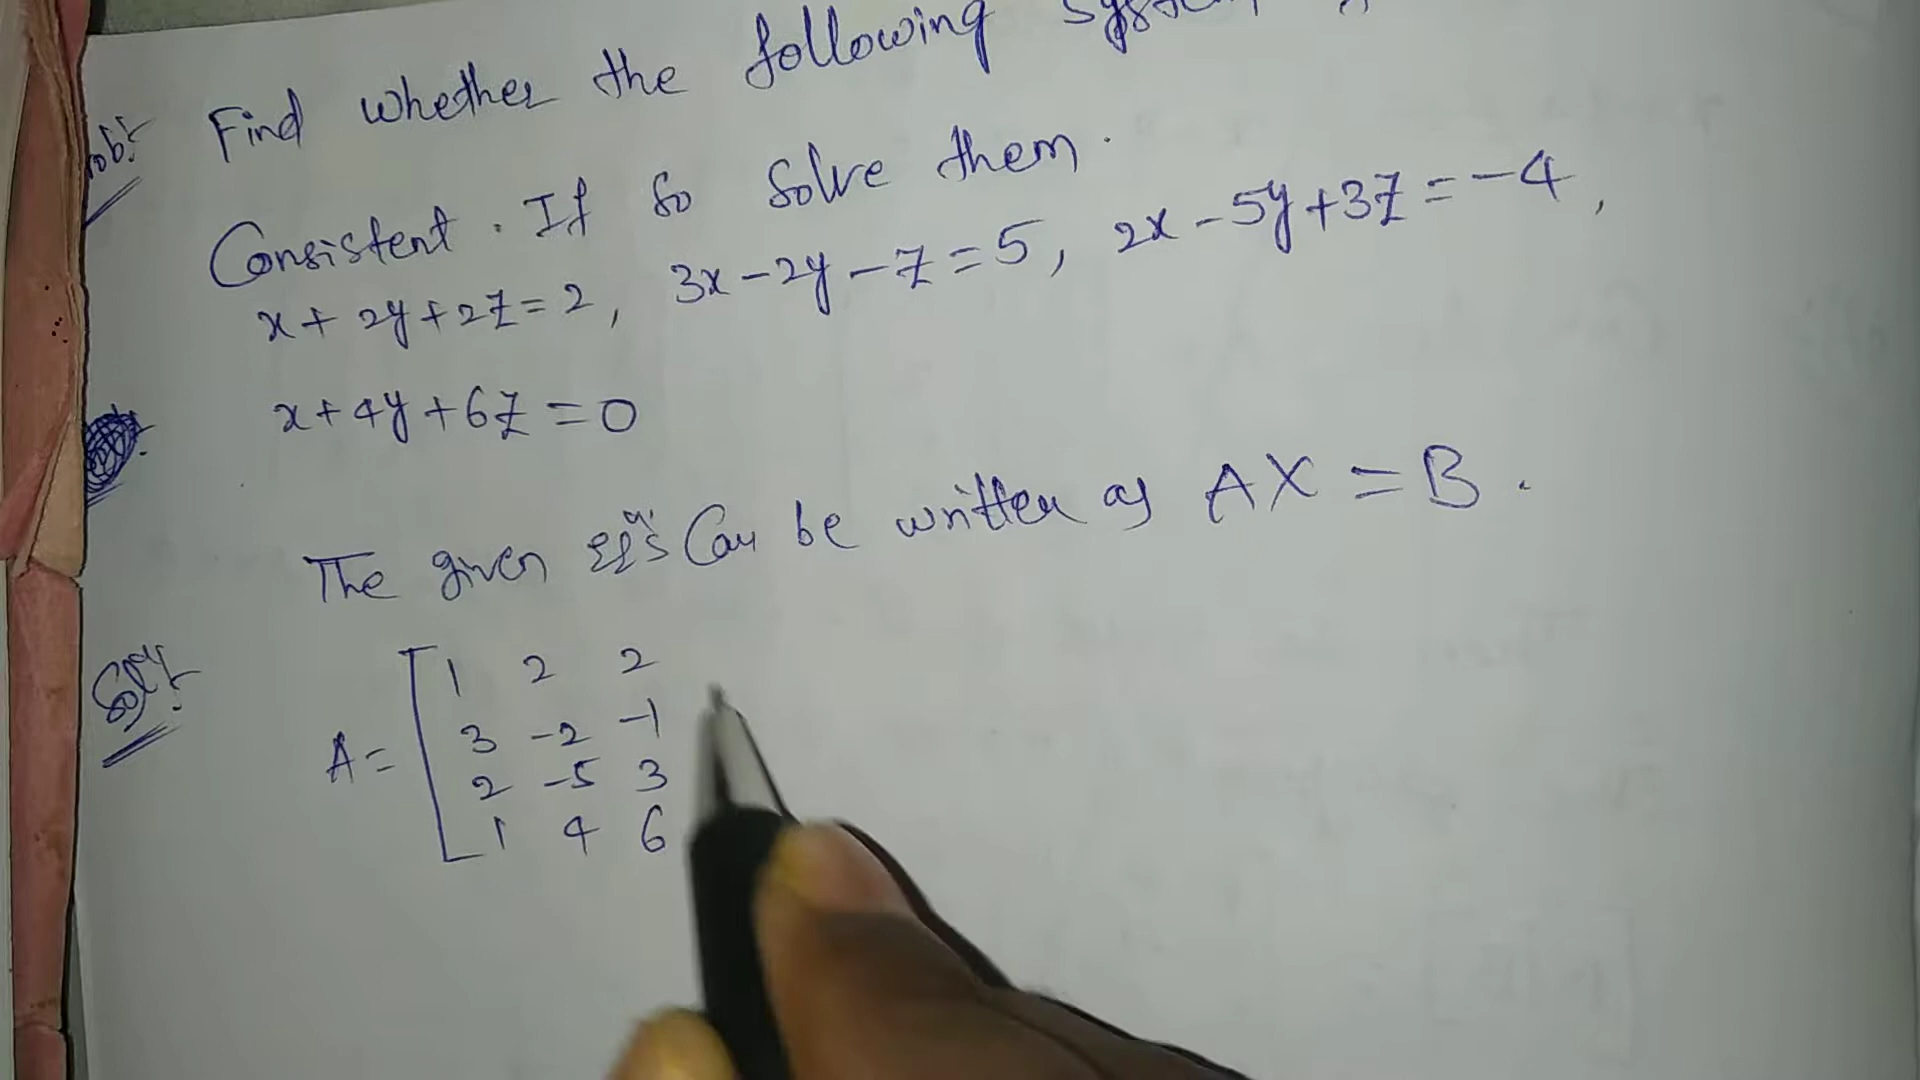 Find whether the following
Consistent. If so solve them.
x + 2y + 2z = 2, 3x - 2y - z = 5, 2x - 5y + 3z = -4,
x + 4y + 6z = 0
The given Eqn's Can be written as AX = B.
Soln:
A = [ 1 2 2
3 -2 -1
2 -5 3
1 4 6